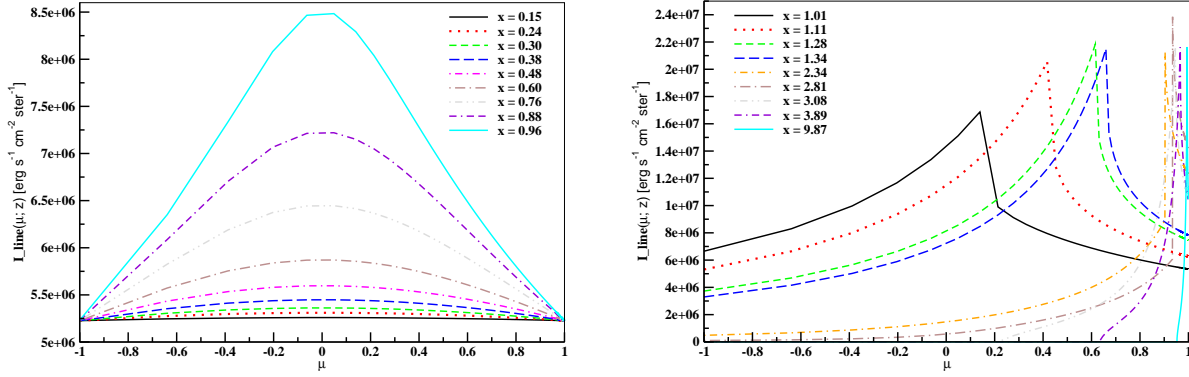 8.5e+06
8e+06
7.5e+06
7e+06
6.5e+06
6e+06
5.5e+06
5e+06
I_line(μ; z) [erg s⁻¹ cm⁻² ster⁻¹]
-1 -0.8 -0.6 -0.4 -0.2 0 0.2 0.4 0.6 0.8 1
μ
x = 0.15
x = 0.24
x = 0.30
x = 0.38
x = 0.48
x = 0.60
x = 0.76
x = 0.88
x = 0.96
2.4e+07
2.2e+07
2e+07
1.8e+07
1.6e+07
1.4e+07
1.2e+07
1e+07
8e+06
6e+06
4e+06
2e+06
0
I_line(μ; z) [erg s⁻¹ cm⁻² ster⁻¹]
-1 -0.8 -0.6 -0.4 -0.2 0 0.2 0.4 0.6 0.8 1
μ
x = 1.01
x = 1.11
x = 1.28
x = 1.34
x = 2.34
x = 2.81
x = 3.08
x = 3.89
x = 9.87